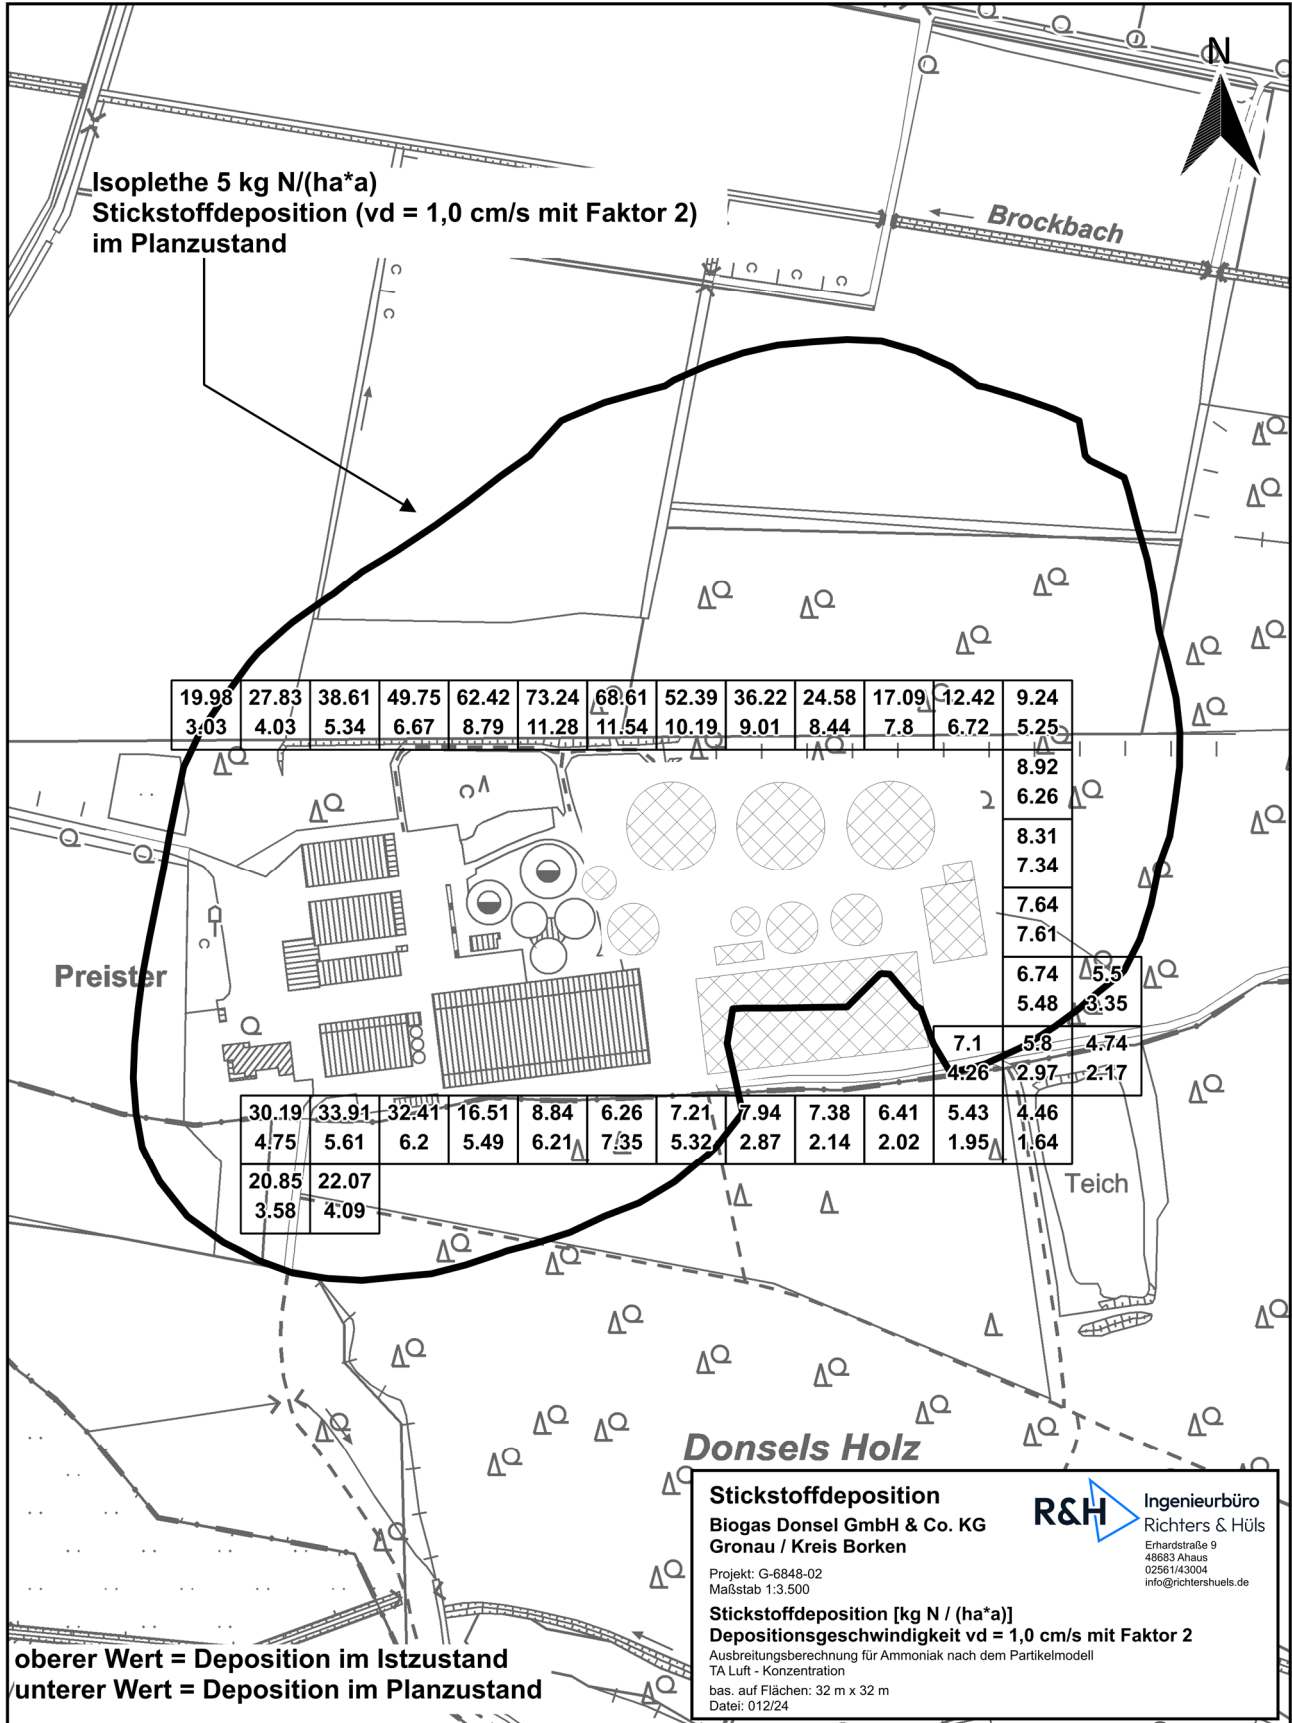 N
Isoplethe 5 kg N/(ha*a)
Stickstoffdeposition (vd = 1,0 cm/s mit Faktor 2)
im Planzustand
Brockbach
19.98 27.83 38.61 49.75 62.42 73.24 68.61 52.39 36.22 24.58 17.09 12.42 9.24
3.03 4.03 5.34 6.67 8.79 11.28 11.54 10.19 9.01 8.44 7.8 6.72 5.25
8.92
6.26
8.31
7.34
7.64
7.61
Preister
6.74 5.5
5.48 3.35
7.1 5.8 4.74
4.26 2.97 2.17
30.19 33.91 32.41 16.51 8.84 6.26 7.21 7.94 7.38 6.41 5.43 4.46
4.75 5.61 6.2 5.49 6.21 7.35 5.32 2.87 2.14 2.02 1.95 1.64
20.85 22.07
3.58 4.09
Teich
Donsels Holz
Stickstoffdeposition
Biogas Donsel GmbH & Co. KG
Gronau / Kreis Borken
Projekt: G-6848-02
Maßstab 1:3.500
R&H
Ingenieurbüro
Richters & Hüls
Erhardstraße 9
48683 Ahaus
02561/43004
info@richtershuels.de
Stickstoffdeposition [kg N / (ha*a)]
Depositionsgeschwindigkeit vd = 1,0 cm/s mit Faktor 2
Ausbreitungsberechnung für Ammoniak nach dem Partikelmodell
TA Luft - Konzentration
bas. auf Flächen: 32 m x 32 m
Datei: 012/24
oberer Wert = Deposition im Istzustand
unterer Wert = Deposition im Planzustand